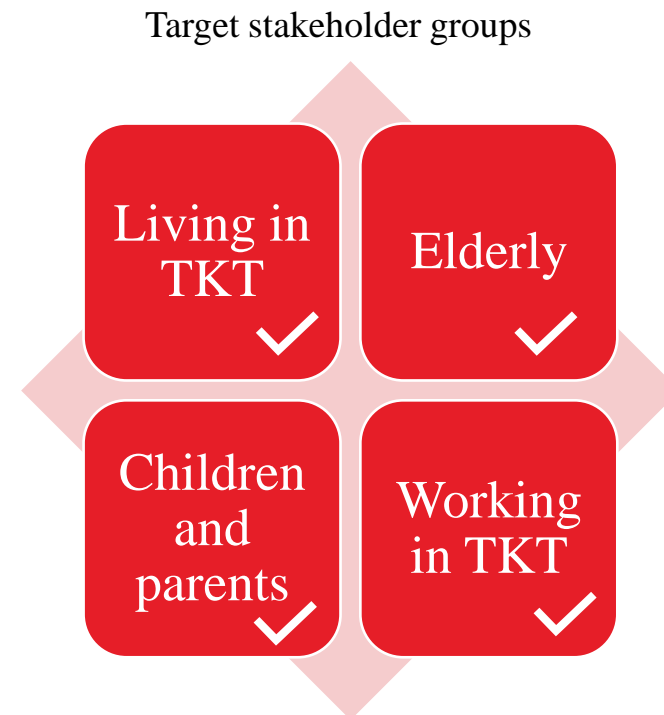 Target stakeholder groups
Living in
TKT
Elderly
Children
and
parents
Working
in TKT